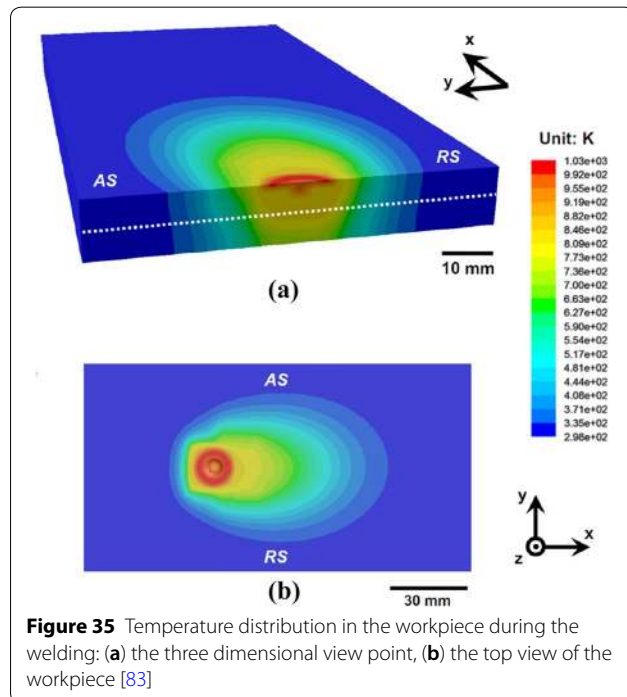 x
y
AS
RS
10 mm
(a)
Unit: K
1.03e+03
9.92e+02
9.55e+02
9.19e+02
8.82e+02
8.46e+02
8.09e+02
7.73e+02
7.36e+02
7.00e+02
6.63e+02
6.27e+02
5.90e+02
5.54e+02
5.17e+02
4.81e+02
4.44e+02
4.08e+02
3.71e+02
3.35e+02
2.98e+02
AS
RS
(b)
30 mm
y
z
x
Figure 35 Temperature distribution in the workpiece during the
welding: (a) the three dimensional view point, (b) the top view of the
workpiece [83]